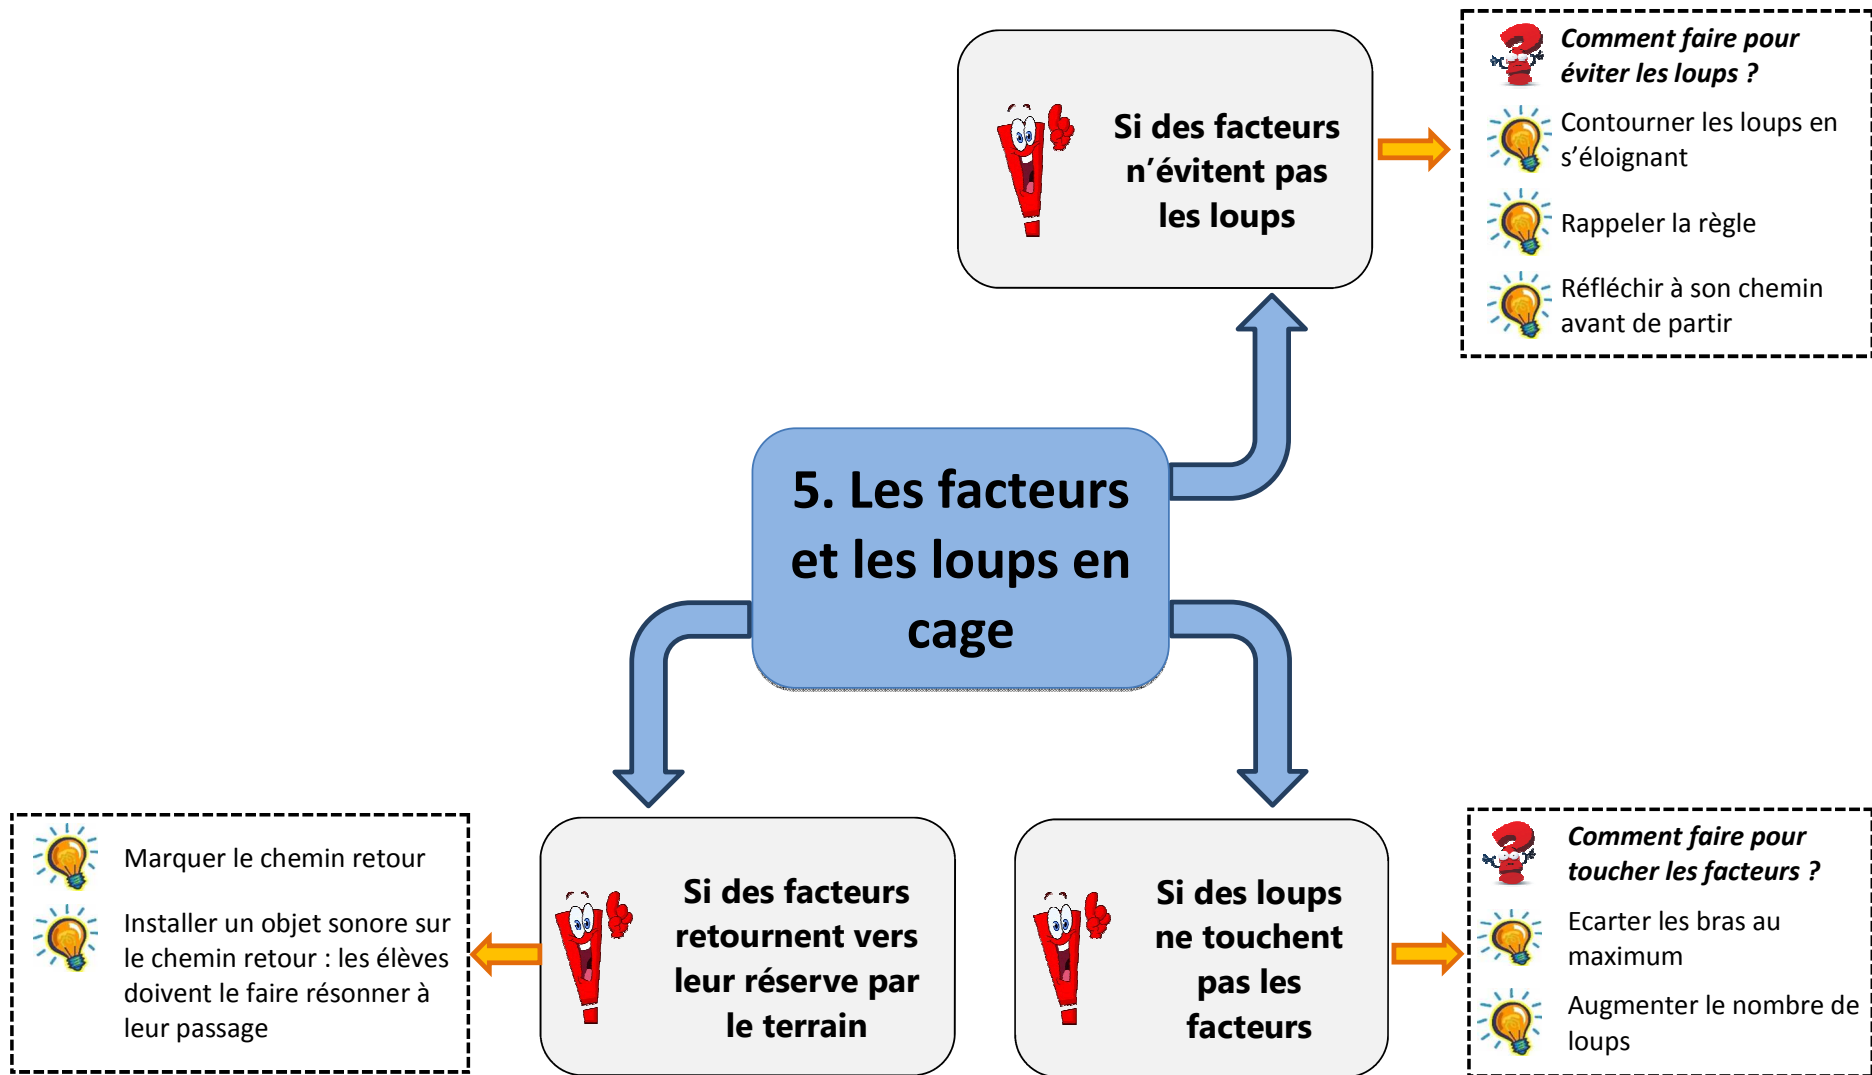 Si des facteurs
n’évitent pas
les loups
Comment faire pour
éviter les loups ?
Contourner les loups en
s’éloignant
Rappeler la règle
Réfléchir à son chemin
avant de partir
5. Les facteurs
et les loups en
cage
Marquer le chemin retour
Installer un objet sonore sur
le chemin retour : les élèves
doivent le faire résonner à
leur passage
Si des facteurs
retournent vers
leur réserve par
le terrain
Si des loups
ne touchent
pas les
facteurs
Comment faire pour
toucher les facteurs ?
Ecarter les bras au
maximum
Augmenter le nombre de
loups